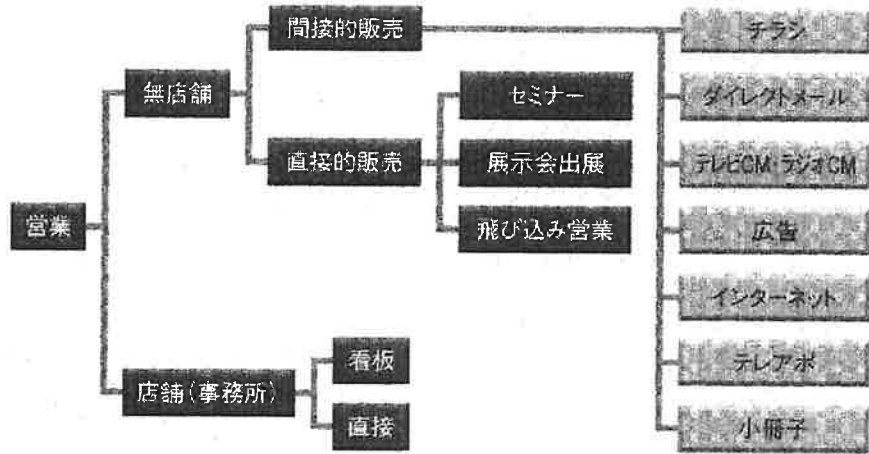 営業
無店舗
間接的販売
チラシ
ダイレクトメール
テレビCM・ラジオCM
広告
インターネット
テレアポ
小冊子
直接的販売
セミナー
展示会出展
飛び込み営業
店舗(事務所)
看板
直接